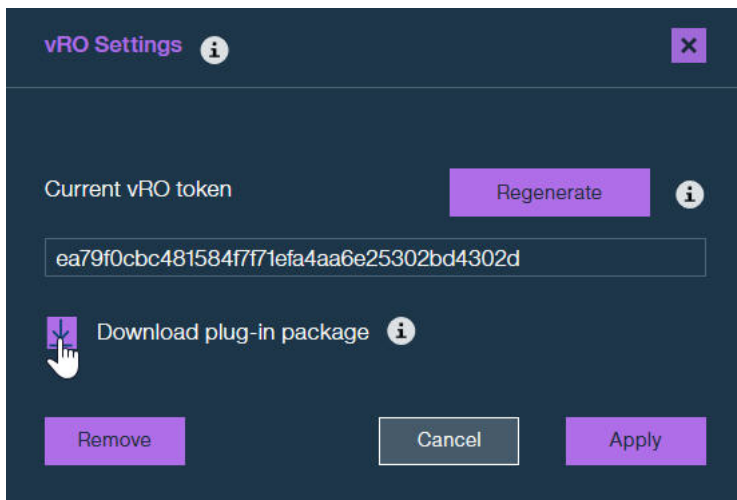 vRO Settings
Current vRO token
Regenerate
ea79f0cbc481584f7f71efa4aa6e25302bd4302d
Download plug-in package
Remove
Cancel
Apply